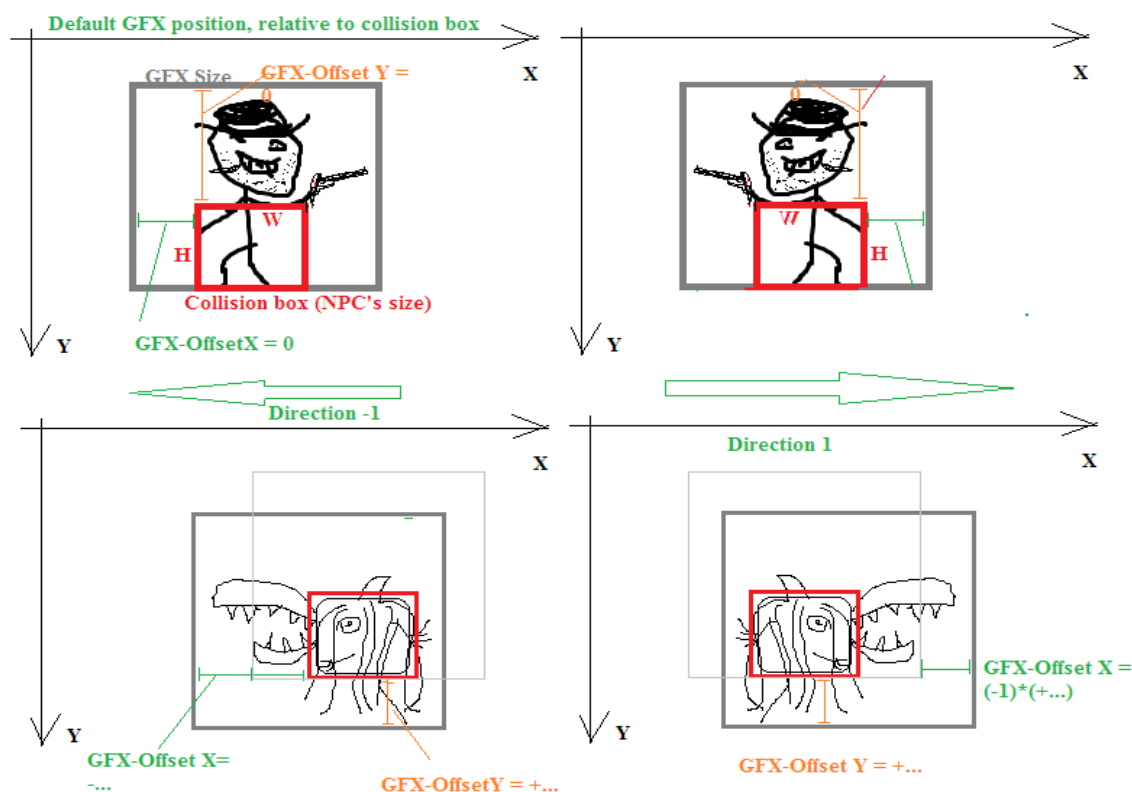 Default GFX position, relative to collision box
X
X
GFX Size
GFX-Offset Y =
0
0
W
W
H
H
Collision box (NPC's size)
GFX-OffsetX = 0
Y
Y
Direction -1
Direction 1
X
X
GFX-Offset X =
(-1)*(+...)
Y
Y
GFX-Offset X=
-...
GFX-OffsetY = +...
GFX-Offset Y = +...